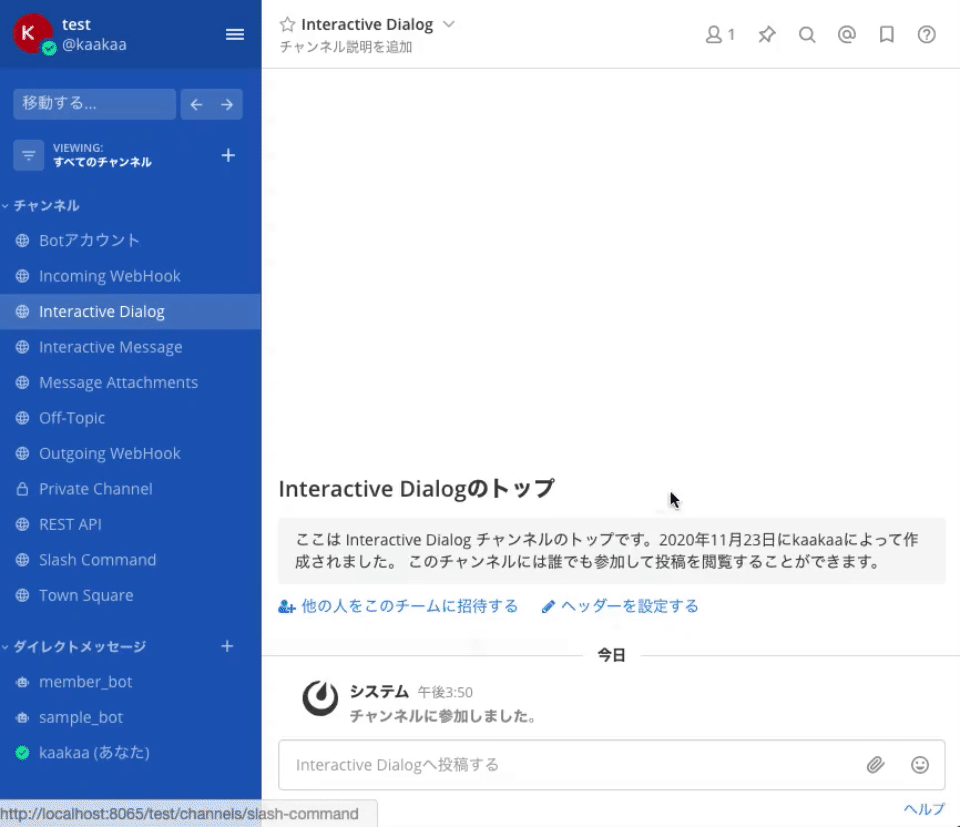 K
test
@kaakaa
移動する...
VIEWING:
すべてのチャンネル
チャンネル
Botアカウント
Incoming WebHook
Interactive Dialog
Interactive Message
Message Attachments
Off-Topic
Outgoing WebHook
Private Channel
REST API
Slash Command
Town Square
ダイレクトメッセージ
member_bot
sample_bot
kaakaa (あなた)
http://localhost:8065/test/channels/slash-command
Interactive Dialog
チャンネル説明を追加
1
Interactive Dialogのトップ
ここは Interactive Dialog チャンネルのトップです。2020年11月23日にkaakaaによって作
成されました。 このチャンネルには誰でも参加して投稿を閲覧することができます。
他の人をこのチームに招待する ヘッダーを設定する
今日
システム 午後3:50
チャンネルに参加しました。
Interactive Dialogへ投稿する
ヘルプ